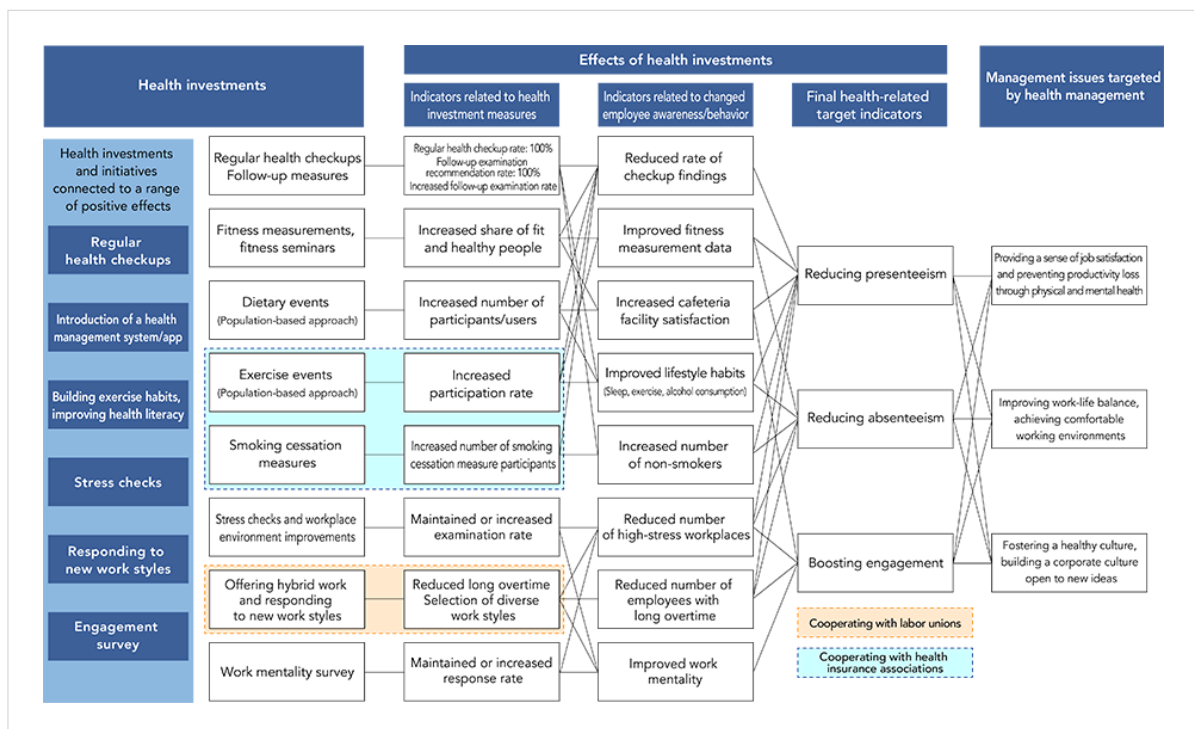 Health investments
Effects of health investments
Indicators related to health
investment measures
Indicators related to changed
employee awareness/behavior
Final health-related
target indicators
Management issues targeted
by health management
Health investments
and initiatives
connected to a range
of positive effects
Regular
health checkups
Introduction of a health
management system/app
Building exercise habits,
improving health literacy
Stress checks
Responding to
new work styles
Engagement
survey
Regular health checkups
Follow-up measures
Fitness measurements,
fitness seminars
Dietary events
(Population-based approach)
Exercise events
(Population-based approach)
Smoking cessation
measures
Stress checks and workplace
environment improvements
Offering hybrid work
and responding
to new work styles
Work mentality survey
Regular health checkup rate: 100%
Follow-up examination
recommendation rate: 100%
Increased follow-up examination rate
Increased share of fit
and healthy people
Increased number of
participants/users
Increased
participation rate
Increased number of smoking
cessation measure participants
Maintained or increased
examination rate
Reduced long overtime
Selection of diverse
work styles
Maintained or increased
response rate
Reduced rate of
checkup findings
Improved fitness
measurement data
Increased cafeteria
facility satisfaction
Improved lifestyle habits
(Sleep, exercise, alcohol consumption)
Increased number
of non-smokers
Reduced number
of high-stress workplaces
Reduced number of
employees with
long overtime
Improved work
mentality
Reducing presenteeism
Reducing absenteeism
Boosting engagement
Cooperating with labor unions
Cooperating with health
insurance associations
Providing a sense of job satisfaction
and preventing productivity loss
through physical and mental health
Improving work-life balance,
achieving comfortable
working environments
Fostering a healthy culture,
building a corporate culture
open to new ideas